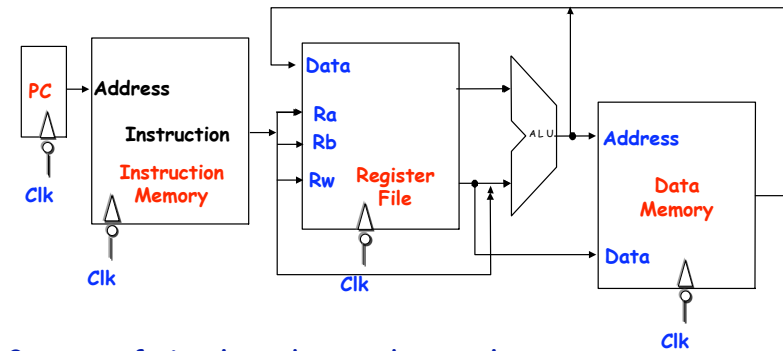 PC
Clk
Address
Instruction
Instruction
Memory
Clk
Data
Ra
Rb
Rw
Register
File
Clk
ALU
Address
Data
Memory
Data
Clk